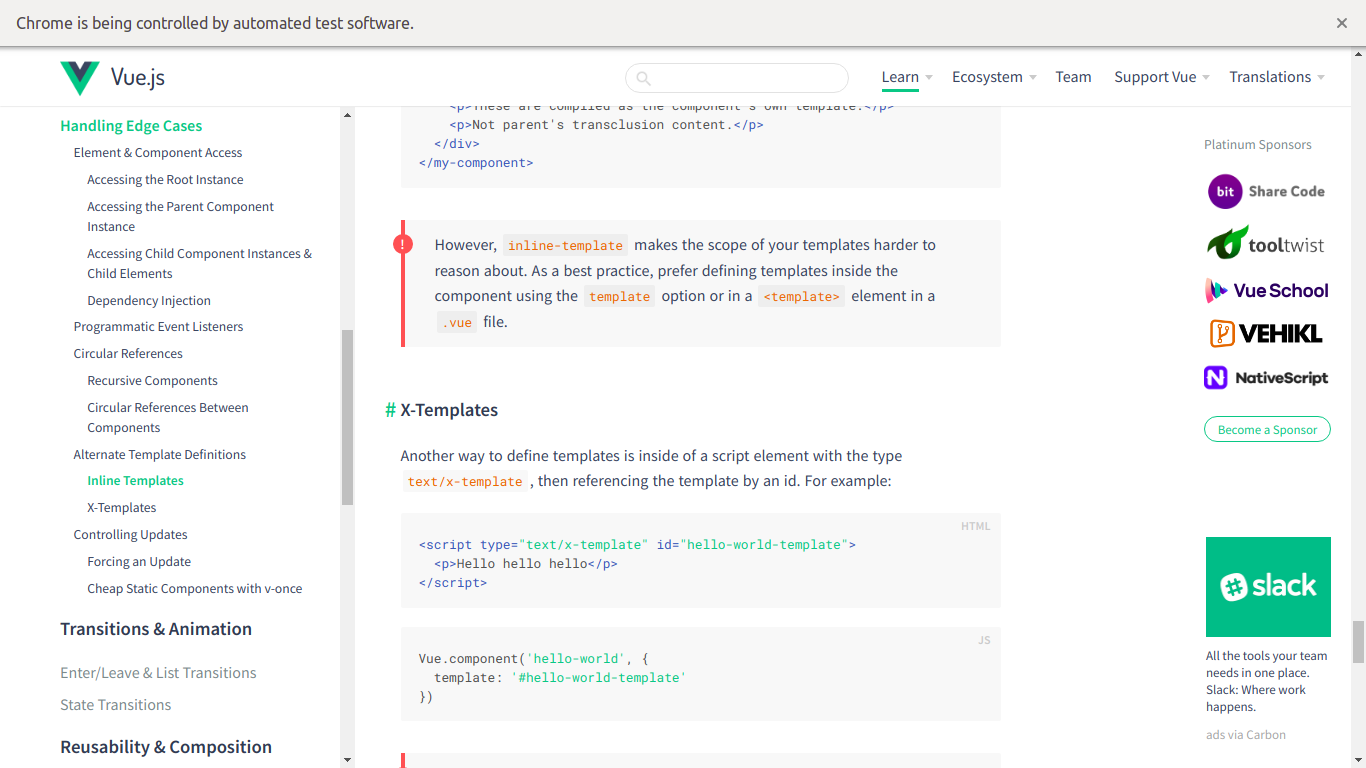 Chrome is being controlled by automated test software.
Vue.js
Learn
Ecosystem
Team
Support Vue
Translations
Handling Edge Cases
Element & Component Access
Accessing the Root Instance
Accessing the Parent Component
Instance
Accessing Child Component Instances &
Child Elements
Dependency Injection
Programmatic Event Listeners
Circular References
Recursive Components
Circular References Between
Components
Alternate Template Definitions
Inline Templates
X-Templates
Controlling Updates
Forcing an Update
Cheap Static Components with v-once
Transitions & Animation
Enter/Leave & List Transitions
State Transitions
Reusability & Composition
<p>These are compiled as the component's own template.</p>
<p>Not parent's transclusion content.</p>
</div>
</my-component>
However, inline-template makes the scope of your templates harder to
reason about. As a best practice, prefer defining templates inside the
component using the template option or in a <template> element in a
.vue file.
# X-Templates
Another way to define templates is inside of a script element with the type
text/x-template , then referencing the template by an id. For example:
HTML
<script type="text/x-template" id="hello-world-template">
<p>Hello hello hello</p>
</script>
JS
Vue.component('hello-world', {
template: '#hello-world-template'
})
Platinum Sponsors
bit Share Code
tooltwist
Vue School
VEHIKL
NativeScript
Become a Sponsor
slack
All the tools your team
needs in one place.
Slack: Where work
happens.
ads via Carbon